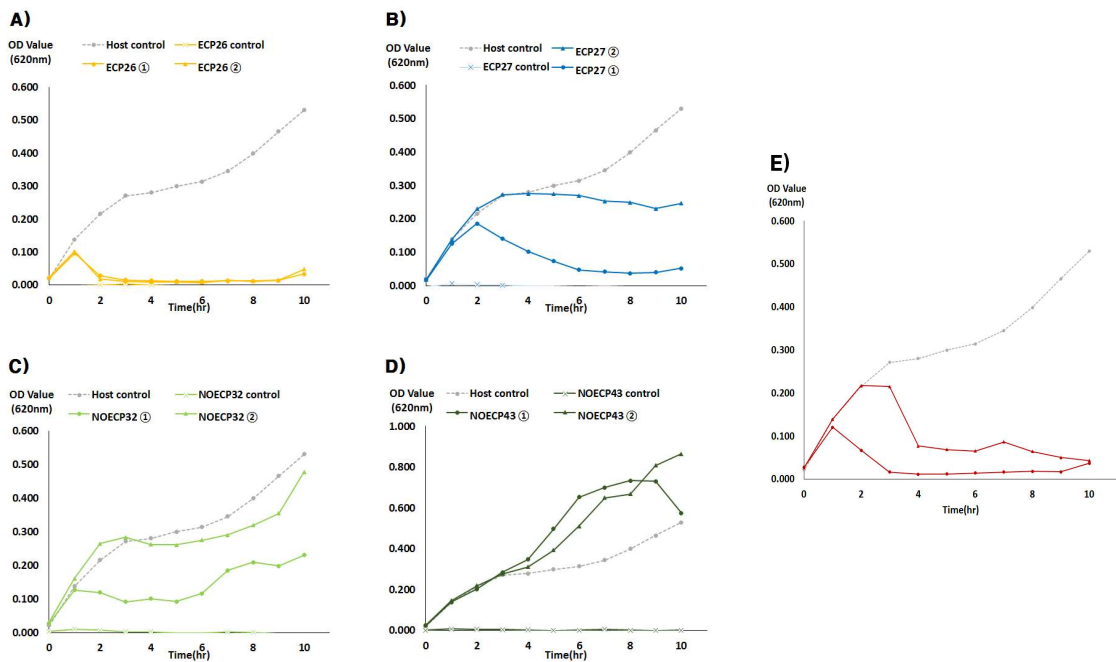 A)
OD Value
(620nm)
Host control
ECP26 control
ECP26 ①
ECP26 ②
0.600
0.500
0.400
0.300
0.200
0.100
0.000
0 2 4 6 8 10
Time(hr)
B)
OD Value
(620nm)
Host control
ECP27 ②
ECP27 control
ECP27 ①
0.600
0.500
0.400
0.300
0.200
0.100
0.000
0 2 4 6 8 10
Time(hr)
C)
OD Value
(620nm)
Host control
NOECP32 control
NOECP32 ①
NOECP32 ②
0.600
0.500
0.400
0.300
0.200
0.100
0.000
0 2 4 6 8 10
Time(hr)
D)
OD Value
(620nm)
Host control
NOECP43 control
NOECP43 ①
NOECP43 ②
1.000
0.800
0.600
0.400
0.200
0.000
0 2 4 6 8 10
Time(hr)
E)
OD Value
(620nm)
0.600
0.500
0.400
0.300
0.200
0.100
0.000
0 2 4 6 8 10
Time(hr)